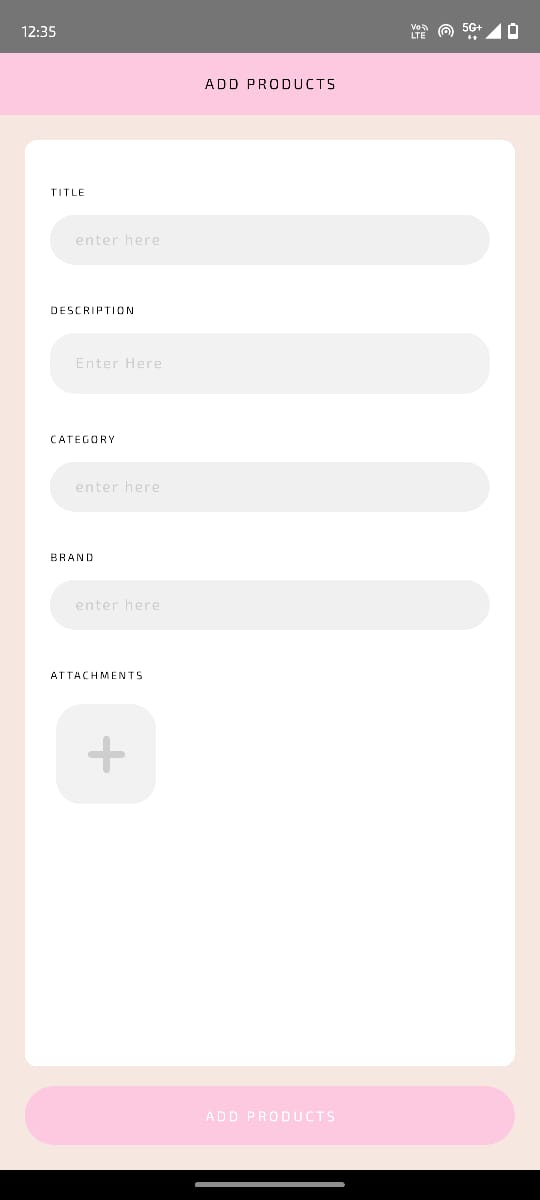 12:35
Vo LTE 5G+
ADD PRODUCTS
TITLE
enter here
DESCRIPTION
Enter Here
CATEGORY
enter here
BRAND
enter here
ATTACHMENTS
ADD PRODUCTS